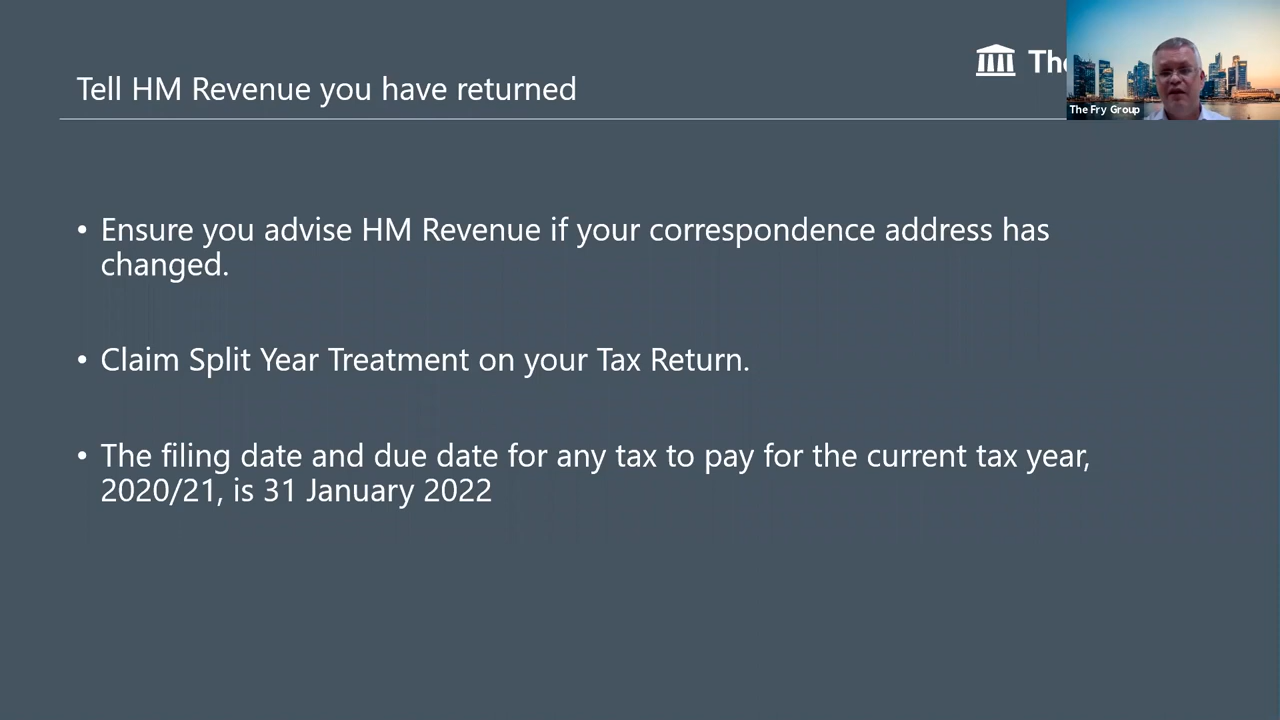 Tell HM Revenue you have returned
The Fry Group
• Ensure you advise HM Revenue if your correspondence address has
changed.
• Claim Split Year Treatment on your Tax Return.
• The filing date and due date for any tax to pay for the current tax year,
2020/21, is 31 January 2022